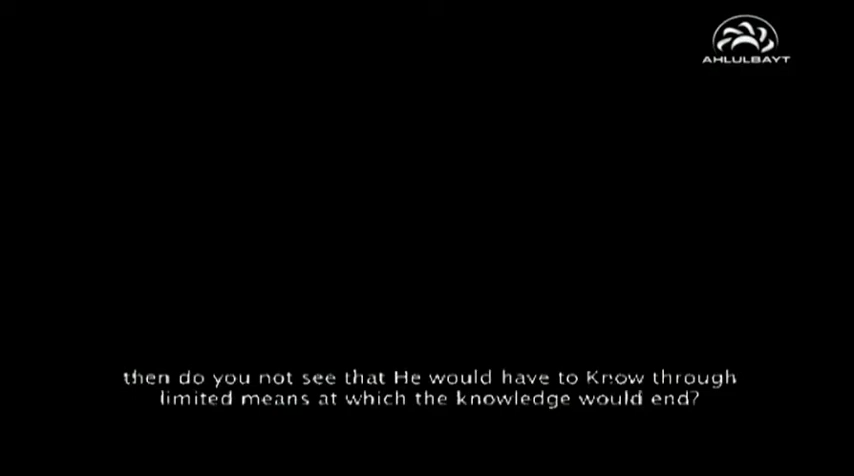 AHLULBAYT
then do you not see that He would have to Know through
limited means at which the knowledge would end?